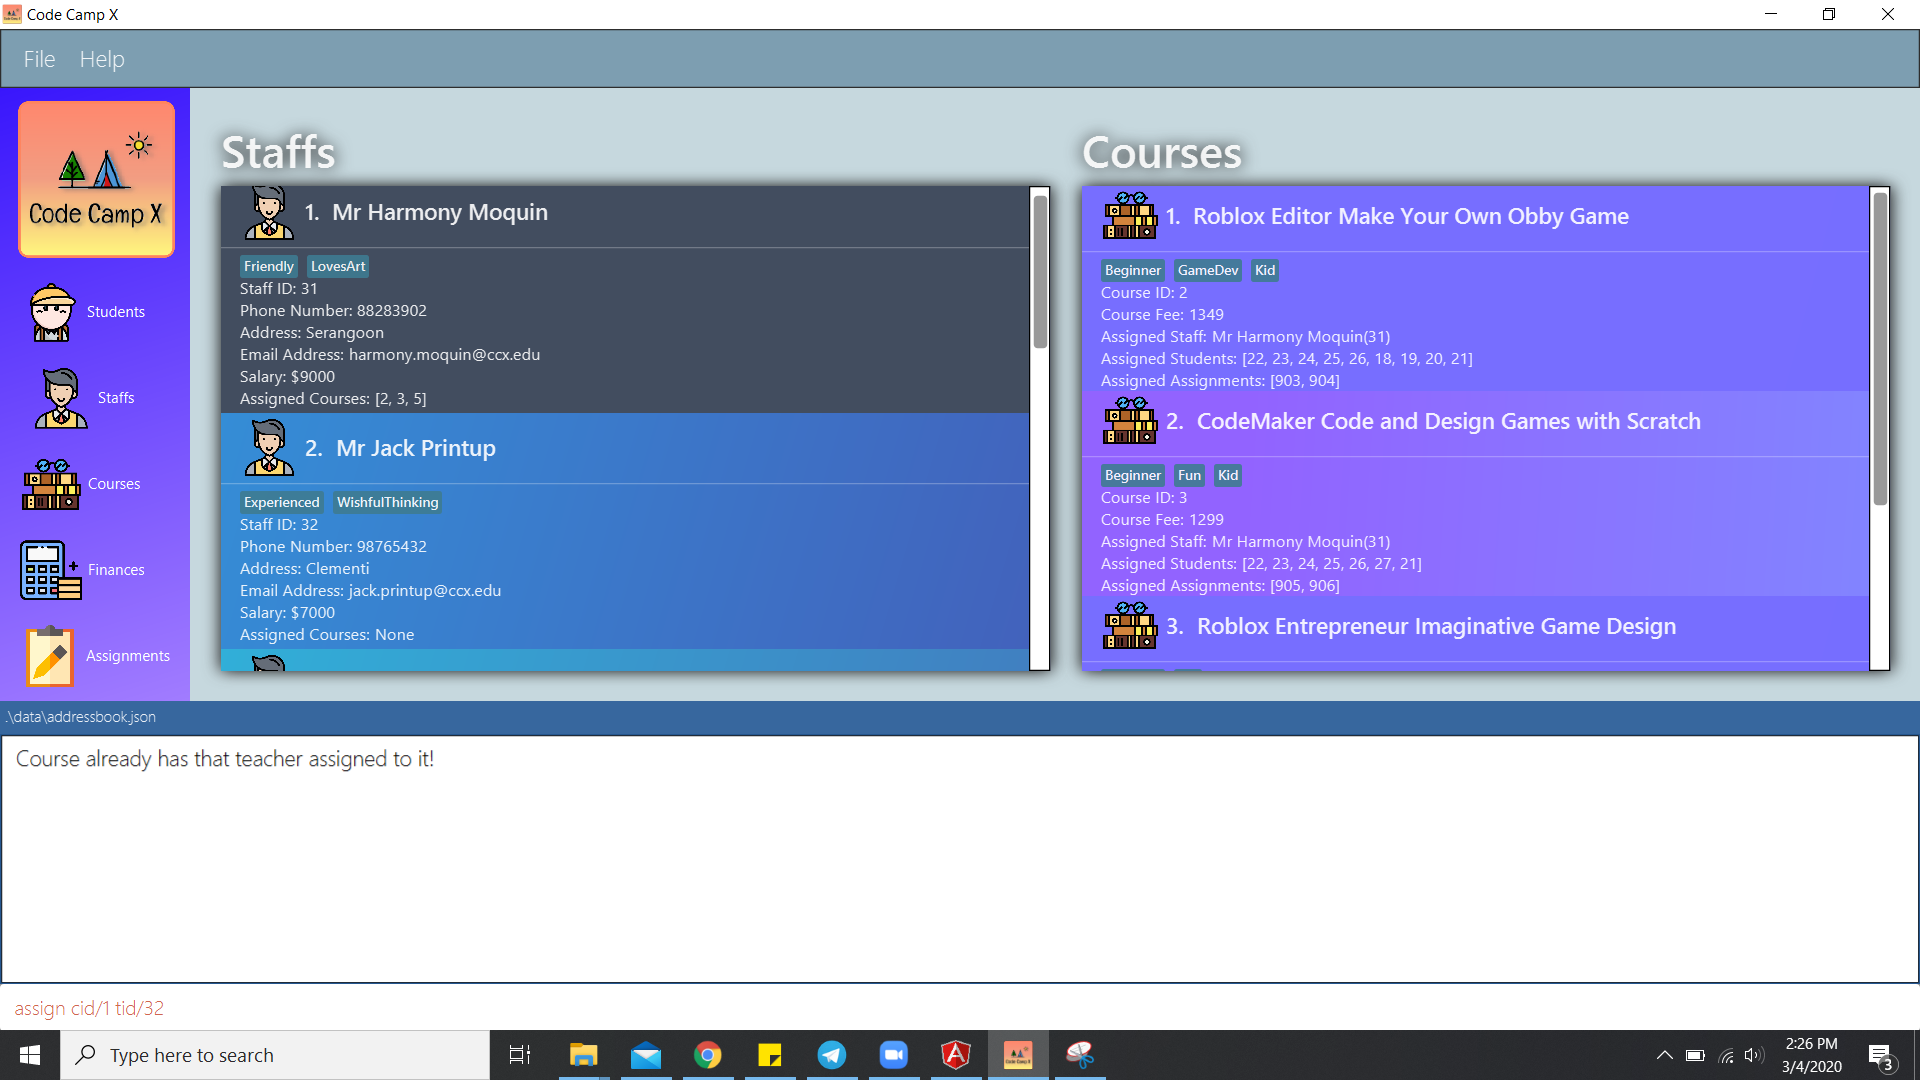 Code Camp X
File Help
Code Camp X
Students
Staffs
Courses
Finances
Assignments
Staffs
1. Mr Harmony Moquin
Friendly LovesArt
Staff ID: 31
Phone Number: 88283902
Address: Serangoon
Email Address: harmony.moquin@ccx.edu
Salary: $9000
Assigned Courses: [2, 3, 5]
2. Mr Jack Printup
Experienced WishfulThinking
Staff ID: 32
Phone Number: 98765432
Address: Clementi
Email Address: jack.printup@ccx.edu
Salary: $7000
Assigned Courses: None
Courses
1. Roblox Editor Make Your Own Obby Game
Beginner GameDev Kid
Course ID: 2
Course Fee: 1349
Assigned Staff: Mr Harmony Moquin(31)
Assigned Students: [22, 23, 24, 25, 26, 18, 19, 20, 21]
Assigned Assignments: [903, 904]
2. CodeMaker Code and Design Games with Scratch
Beginner Fun Kid
Course ID: 3
Course Fee: 1299
Assigned Staff: Mr Harmony Moquin(31)
Assigned Students: [22, 23, 24, 25, 26, 27, 21]
Assigned Assignments: [905, 906]
3. Roblox Entrepreneur Imaginative Game Design
.\data\addressbook.json
Course already has that teacher assigned to it!
assign cid/1 tid/32
Type here to search
2:26 PM
3/4/2020
3